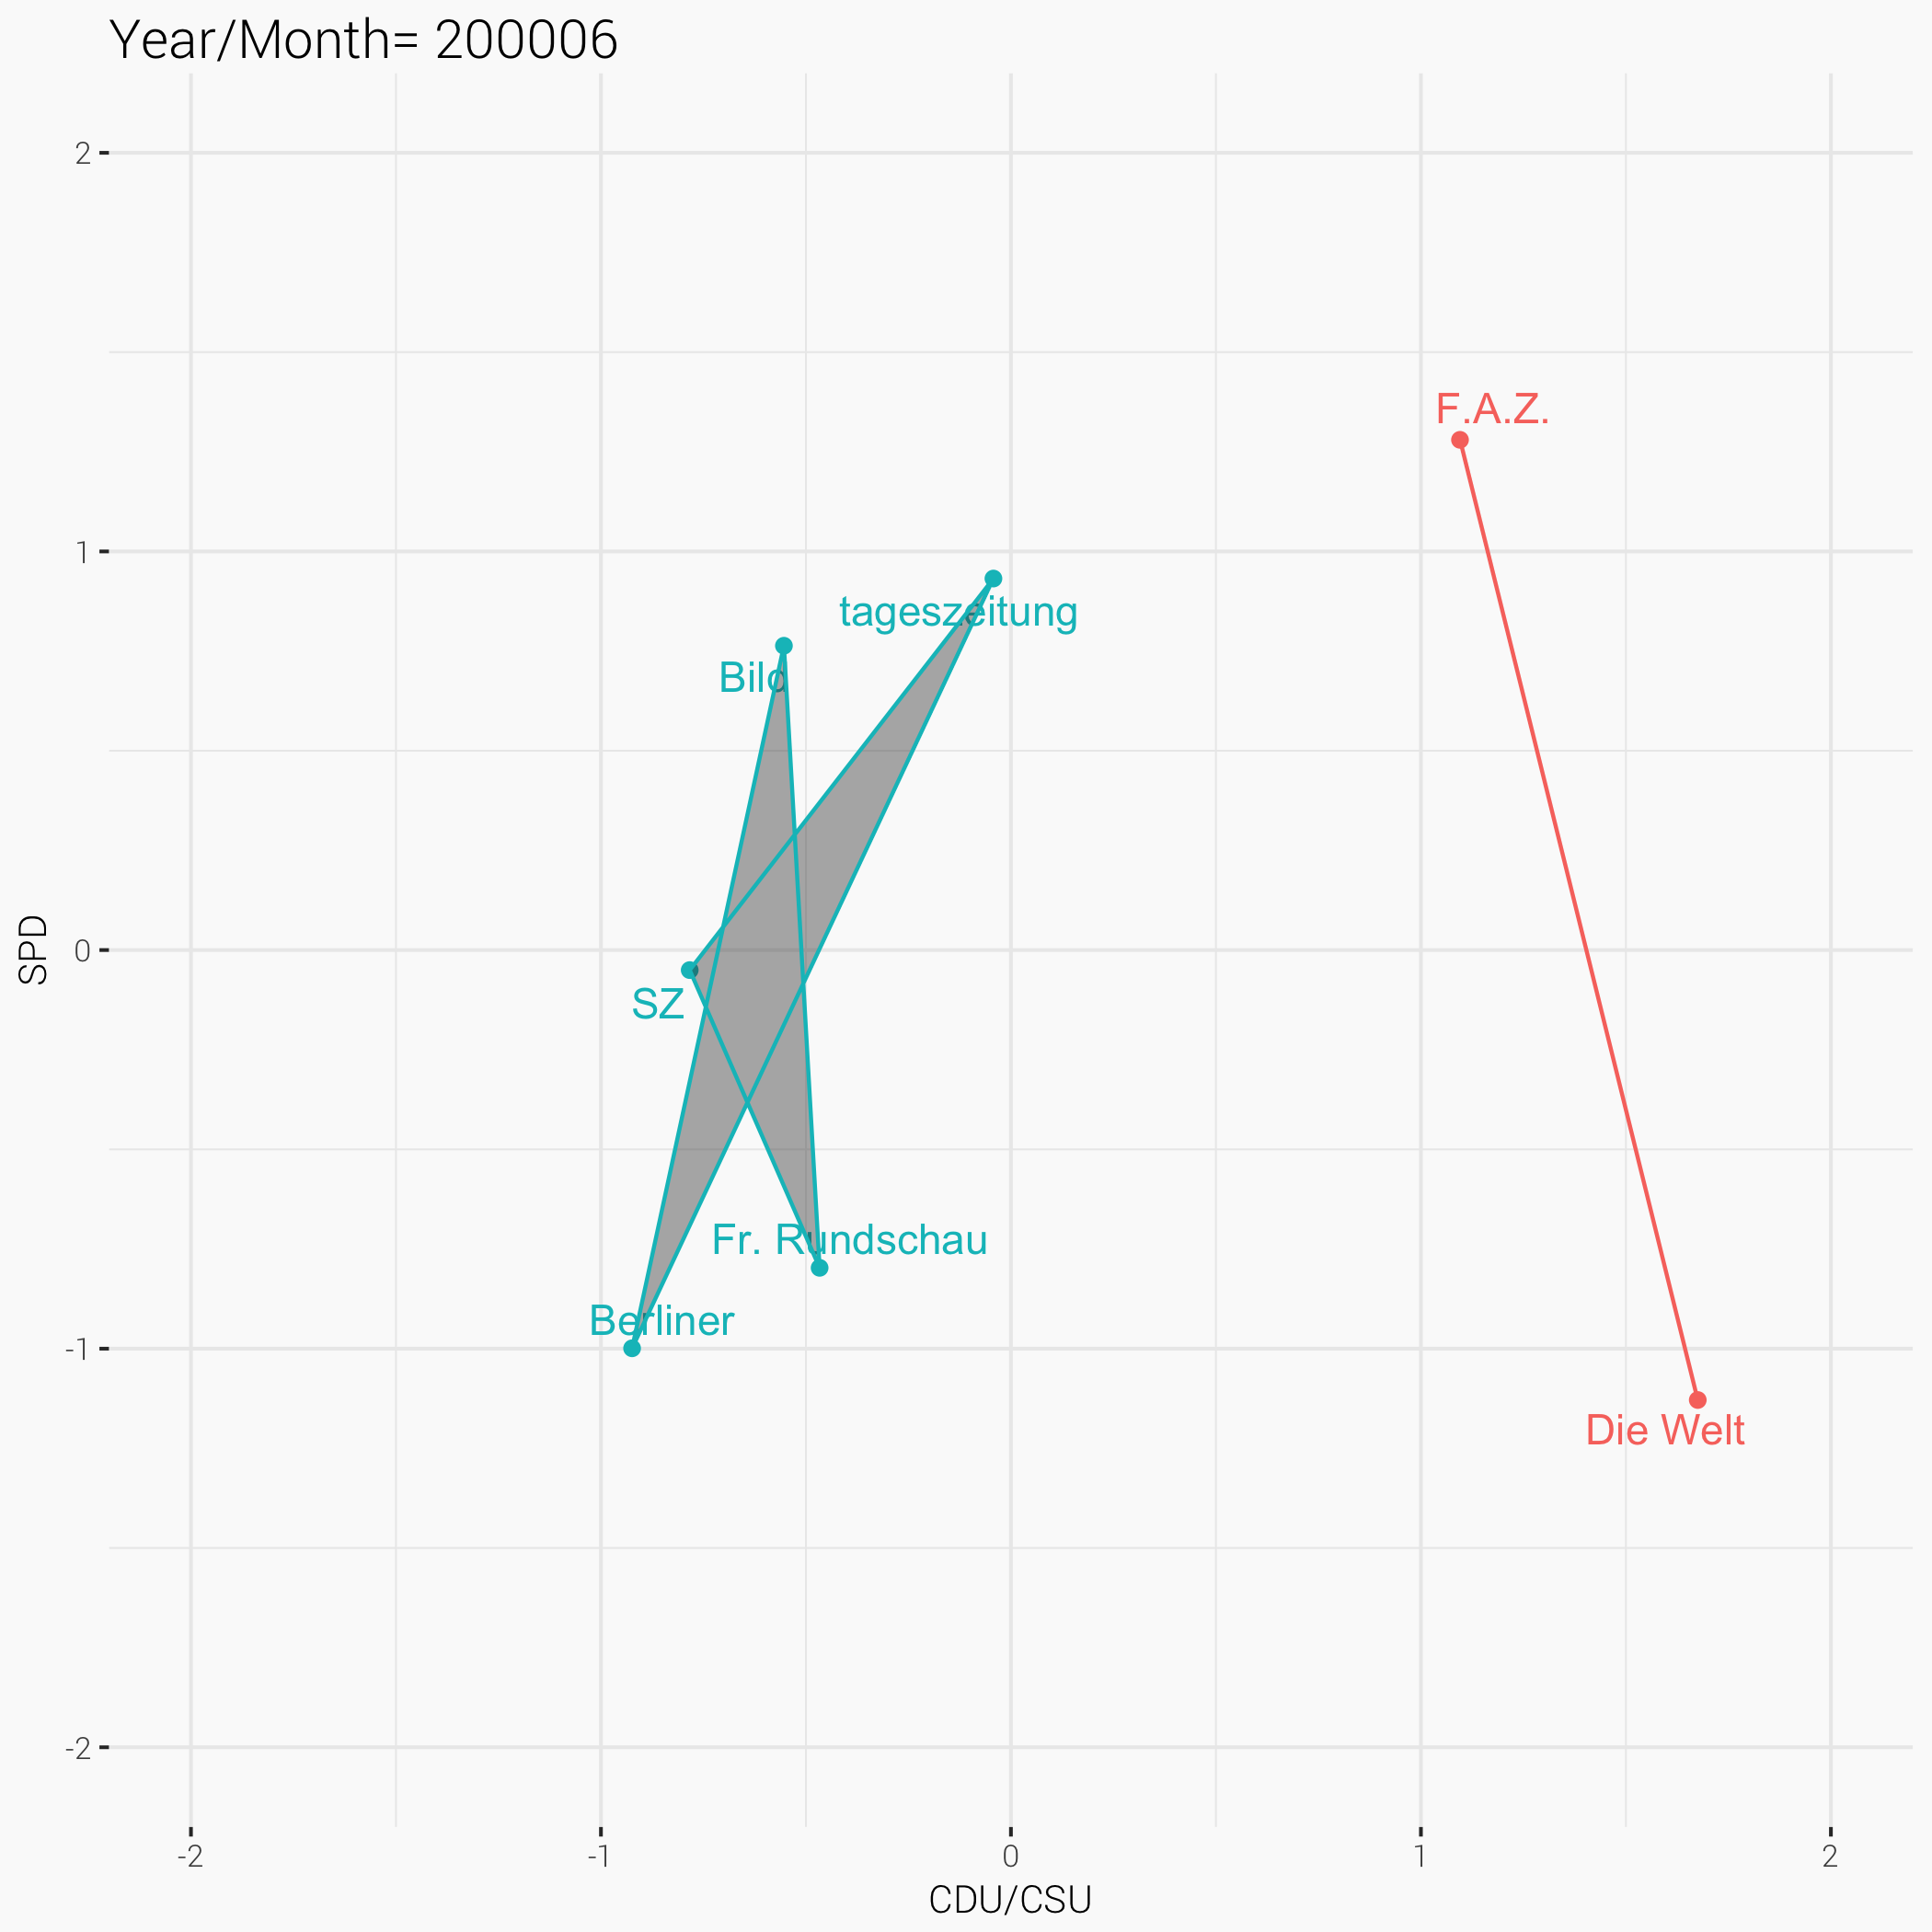 Year/Month= 200006
2
F.A.Z.
1
tageszeitung
Bild
0
SPD
SZ
Fr. Rundschau
Berliner
-1
Die Welt
-2
-2 -1 0 1 2
CDU/CSU